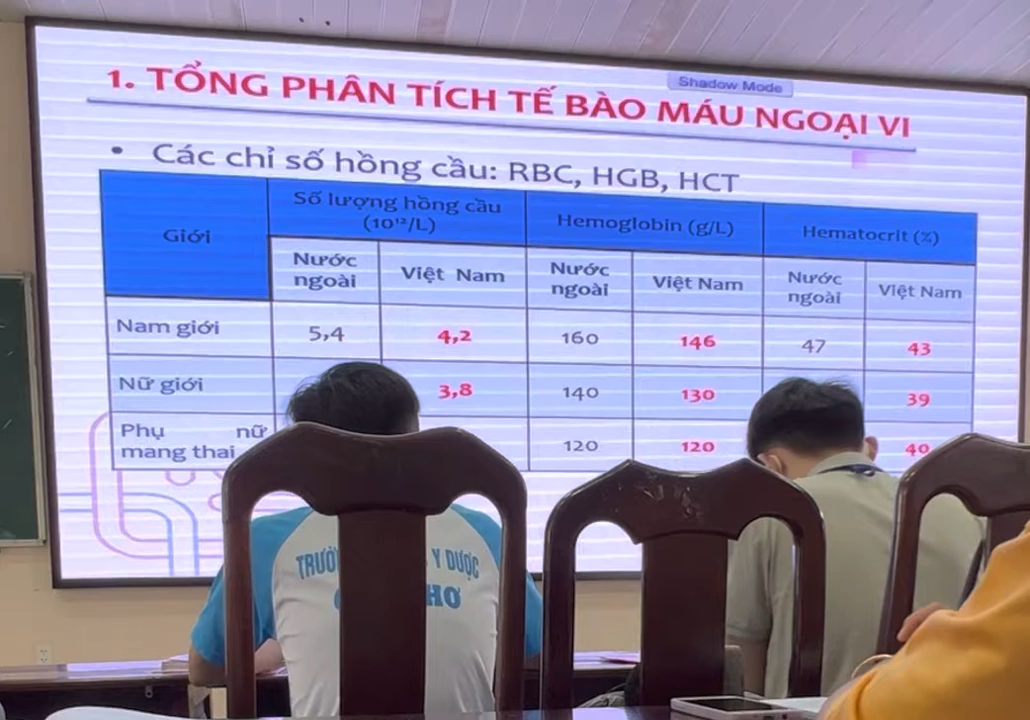 Shadow Mode
1. TỔNG PHÂN TÍCH TẾ BÀO MÁU NGOẠI VI
• Các chỉ số hồng cầu: RBC, HGB, HCT
Giới
Số lượng hồng cầu
(10¹²/L)
Hemoglobin (g/L)
Hematocrit (%)
Nước
ngoài
Việt Nam
Nước
ngoài
Việt Nam
Nước
ngoài
Việt Nam
Nam giới 5,4 4,2 160 146 47 43
Nữ giới 3,8 140 130 39
Phụ nữ
mang thai 120 120 40
Y DƯỢC